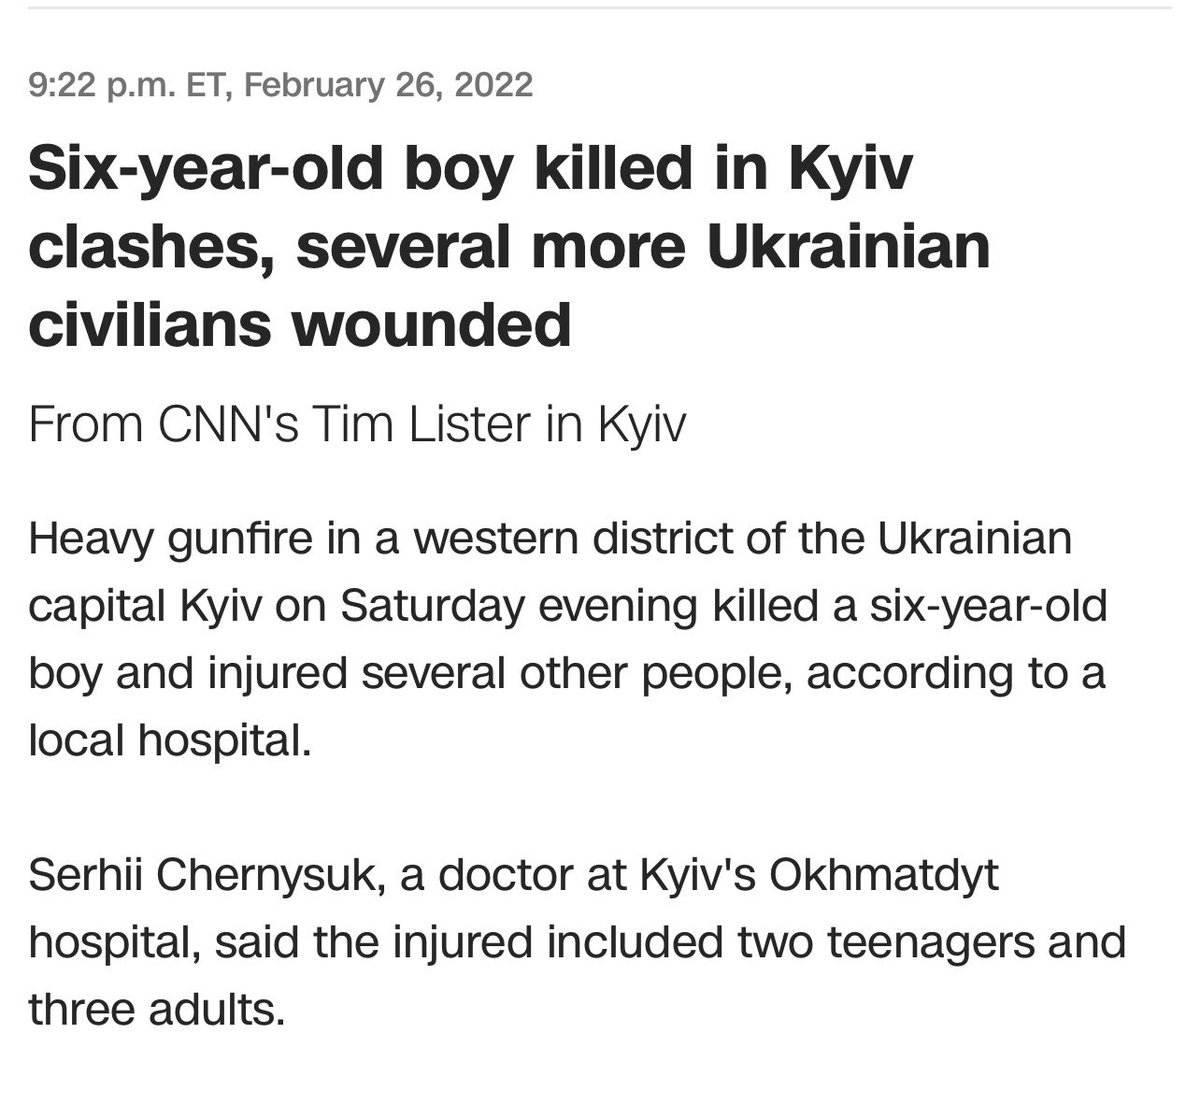 9:22 p.m. ET, February 26, 2022
Six-year-old boy killed in Kyiv
clashes, several more Ukrainian
civilians wounded
From CNN's Tim Lister in Kyiv
Heavy gunfire in a western district of the Ukrainian
capital Kyiv on Saturday evening killed a six-year-old
boy and injured several other people, according to a
local hospital.
Serhii Chernysuk, a doctor at Kyiv's Okhmatdyt
hospital, said the injured included two teenagers and
three adults.